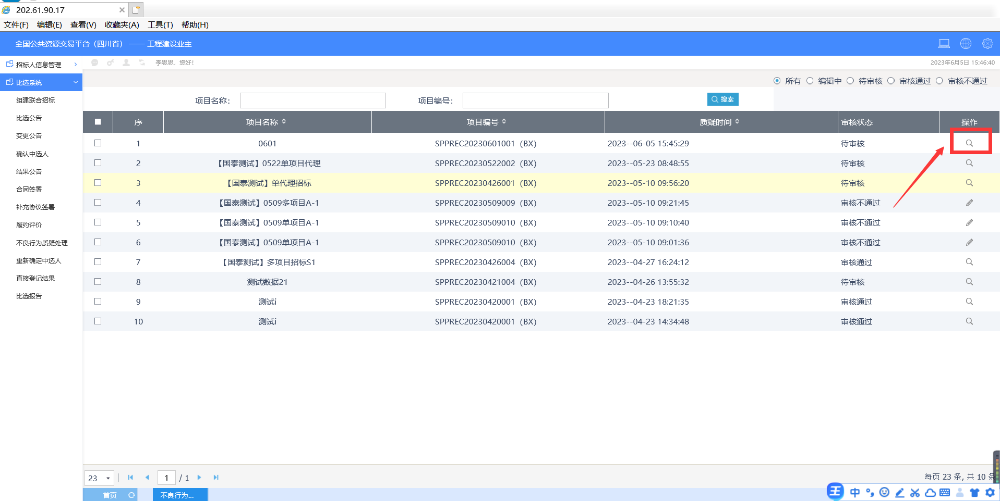 202.61.90.17
文件(F) 编辑(E) 查看(V) 收藏夹(A) 工具(T) 帮助(H)
全国公共资源交易平台（四川省） —— 工程建设业主
招标人信息管理
李思思，您好！
2023年6月5日 15:46:40
比选系统
组建联合招标
比选公告
变更公告
确认中选人
结果公告
合同签署
补充协议签署
履约评价
不良行为质疑处理
重新确定中选人
直接登记结果
比选报告
所有 编辑中 待审核 审核通过 审核不通过
项目名称： 项目编号： 搜索
序 项目名称 项目编号 质疑时间 审核状态 操作
1 0601 SPPREC20230601001（BX） 2023--06-05 15:45:29 待审核
2 【国泰测试】0522单项目代理 SPPREC20230522002（BX） 2023--05-23 08:48:55 待审核
3 【国泰测试】单代理招标 SPPREC20230426001（BX） 2023--05-10 09:56:20 待审核
4 【国泰测试】0509多项目A-1 SPPREC20230509009（BX） 2023--05-10 09:21:45 审核不通过
5 【国泰测试】0509单项目A-1 SPPREC20230509010（BX） 2023--05-10 09:10:40 审核不通过
6 【国泰测试】0509单项目A-1 SPPREC20230509010（BX） 2023--05-10 09:01:36 审核不通过
7 【国泰测试】多项目招标S1 SPPREC20230426004（BX） 2023--04-27 16:24:12 审核通过
8 测试数据21 SPPREC20230421004（BX） 2023--04-26 13:55:32 待审核
9 测试i SPPREC20230420001（BX） 2023--04-23 18:21:35 审核通过
10 测试i SPPREC20230420001（BX） 2023--04-23 14:34:48 审核通过
23 1 / 1 每页 23 条, 共 10 条
首页 不良行为...
王 中